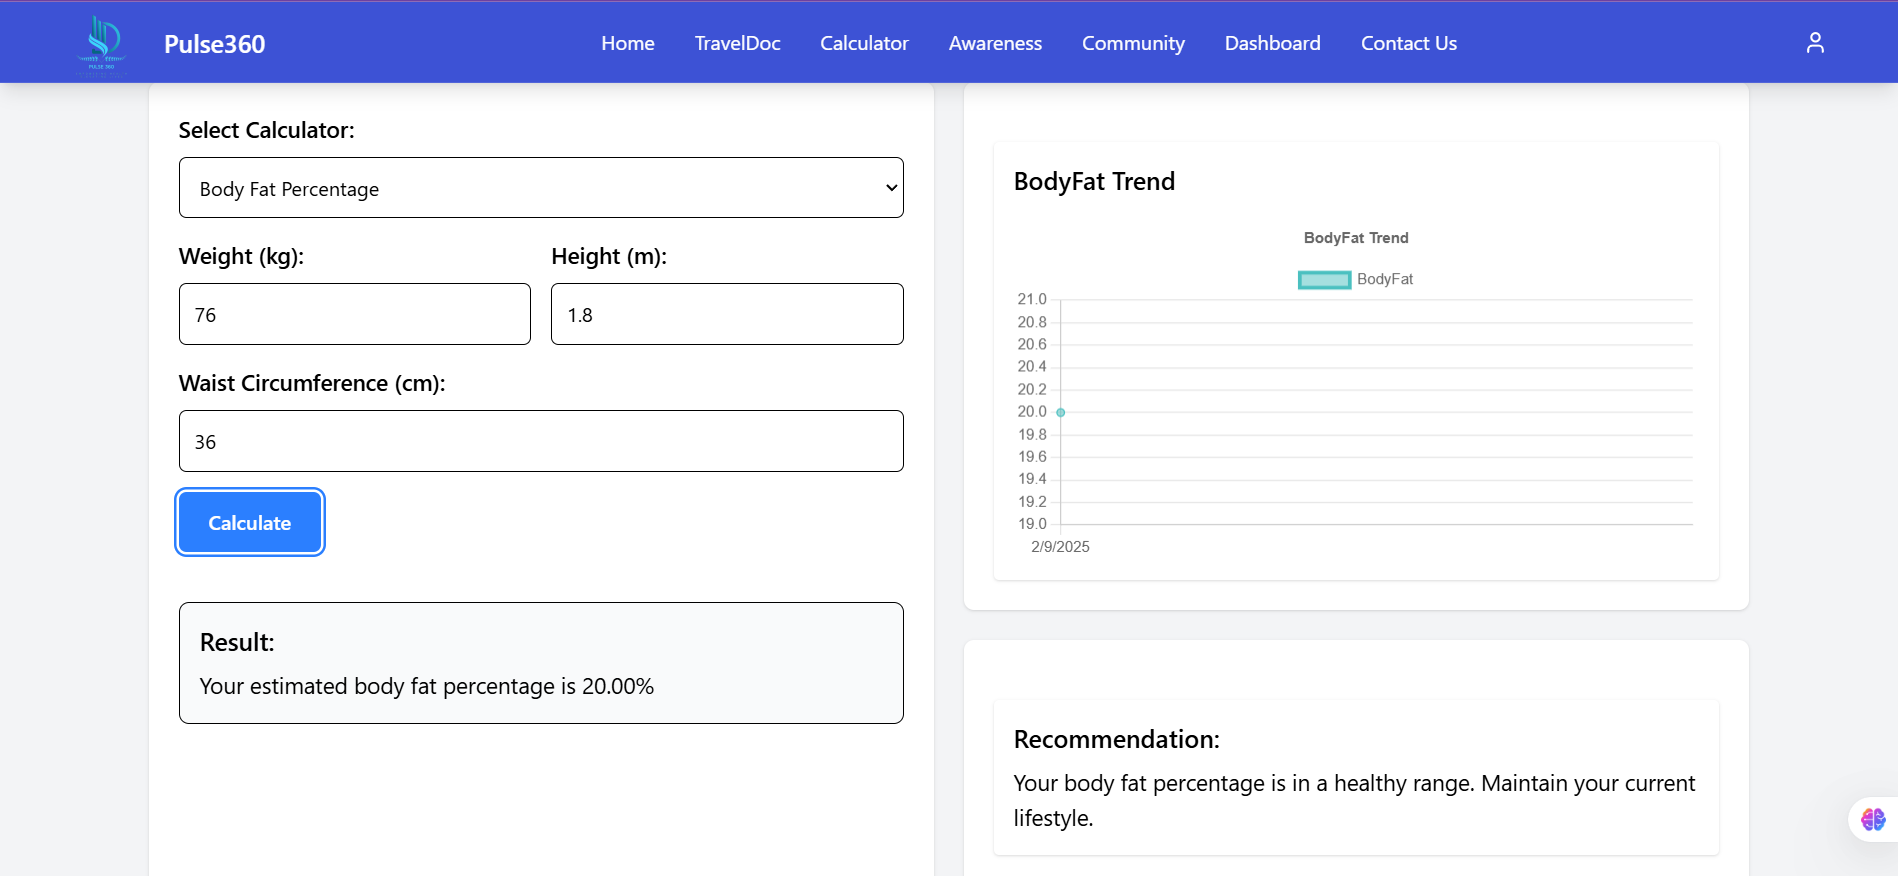 PULSE 360
Pulse360
Home
TravelDoc
Calculator
Awareness
Community
Dashboard
Contact Us
Select Calculator:
Body Fat Percentage
Weight (kg):
Height (m):
76
1.8
Waist Circumference (cm):
36
Calculate
Result:
Your estimated body fat percentage is 20.00%
BodyFat Trend
BodyFat Trend
BodyFat
21.0
20.8
20.6
20.4
20.2
20.0
19.8
19.6
19.4
19.2
19.0
2/9/2025
Recommendation:
Your body fat percentage is in a healthy range. Maintain your current
lifestyle.